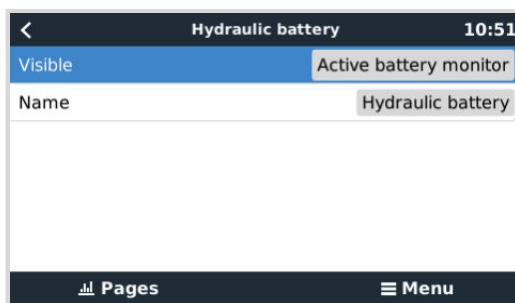 Hydraulic battery 10:51
Visible Active battery monitor
Name Hydraulic battery
Pages Menu